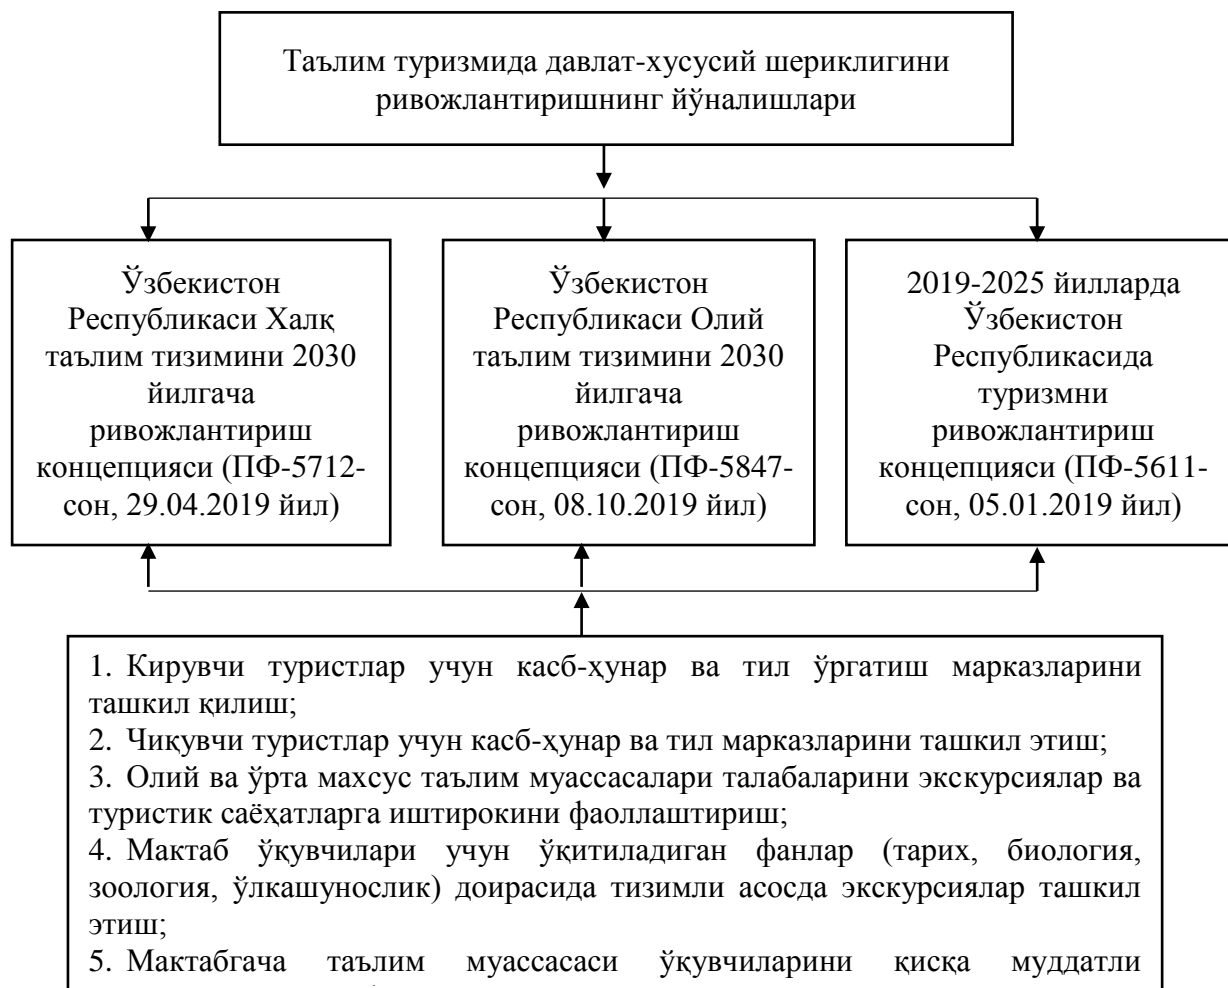 Таълим туризмида давлат-хусусий шериклигини
ривожлантиришнинг йўналишлари
Ўзбекистон
Республикаси Халқ
таълим тизимини 2030
йилгача
ривожлантириш
концепцияси (ПФ-5712-
сон, 29.04.2019 йил)
Ўзбекистон
Республикаси Олий
таълим тизимини 2030
йилгача
ривожлантириш
концепцияси (ПФ-5847-
сон, 08.10.2019 йил)
2019-2025 йилларда
Ўзбекистон
Республикасида
туризмни
ривожлантириш
концепцияси (ПФ-5611-
сон, 05.01.2019 йил)
1. Кирувчи туристлар учун касб-ҳунар ва тил ўргатиш марказларини
ташкил қилиш;
2. Чиқувчи туристлар учун касб-ҳунар ва тил марказларини ташкил этиш;
3. Олий ва ўрта махсус таълим муассасалари талабаларини экскурсиялар ва
туристик саёҳатларга иштирокини фаоллаштириш;
4. Мактаб ўқувчилари учун ўқитиладиган фанлар (тарих, биология,
зоология, ўлкашунослик) доирасида тизимли асосда экскурсиялар ташкил
этиш;
5. Мактабгача таълим муассасаси ўқувчиларини қисқа муддатли